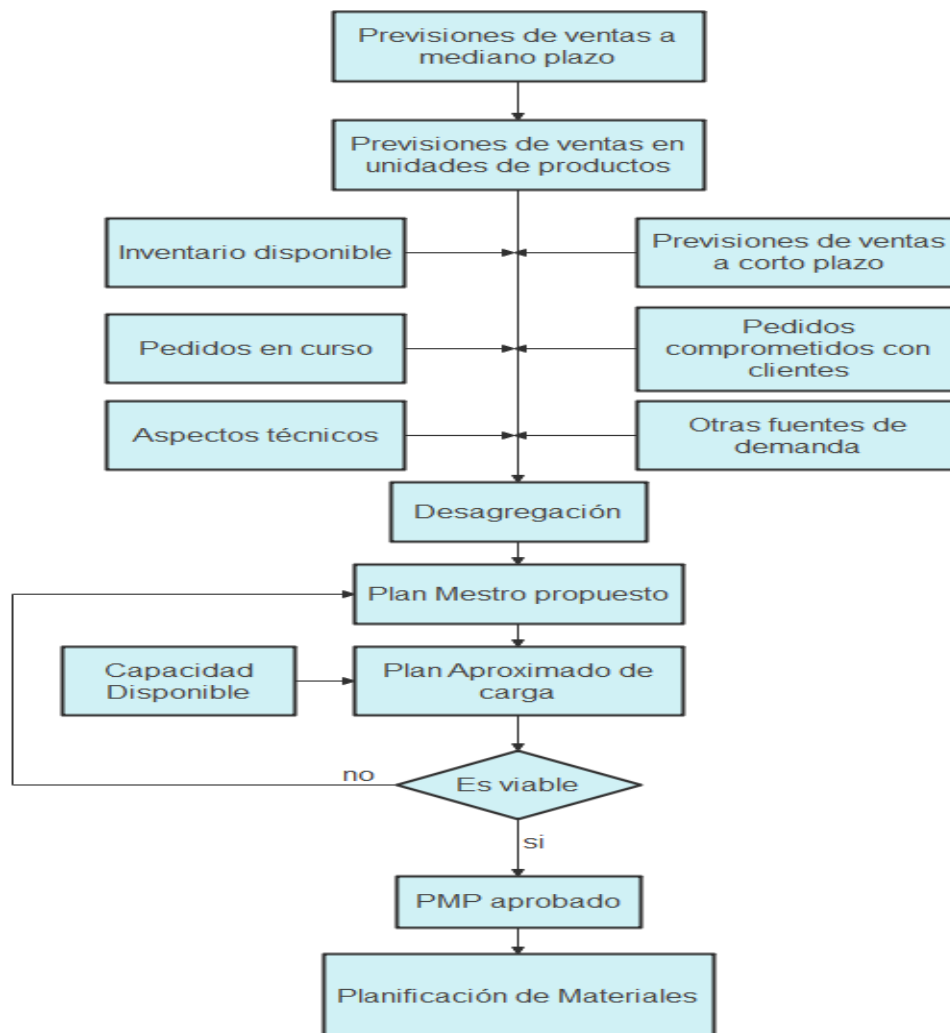 Previsiones de ventas a
mediano plazo
Previsiones de ventas en
unidades de productos
Inventario disponible
Previsiones de ventas
a corto plazo
Pedidos en curso
Pedidos
comprometidos con
clientes
Aspectos técnicos
Otras fuentes de
demanda
Desagregación
Plan Mestro propuesto
Capacidad
Disponible
Plan Aproximado de
carga
Es viable
no
si
PMP aprobado
Planificación de Materiales